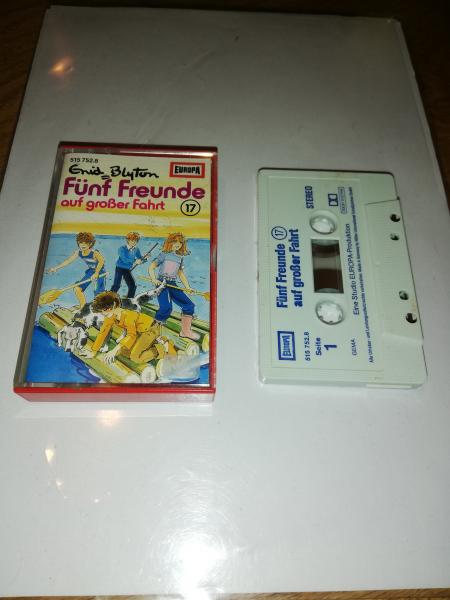 515 752.8
Enid Blyton
EUROPA
Fünf Freunde
auf großer Fahrt
17
EUROPA
515 752.8
Seite
1
Fünf Freunde 17
auf großer Fahrt
STEREO
GEMA
Eine Studio EUROPA-Produktion